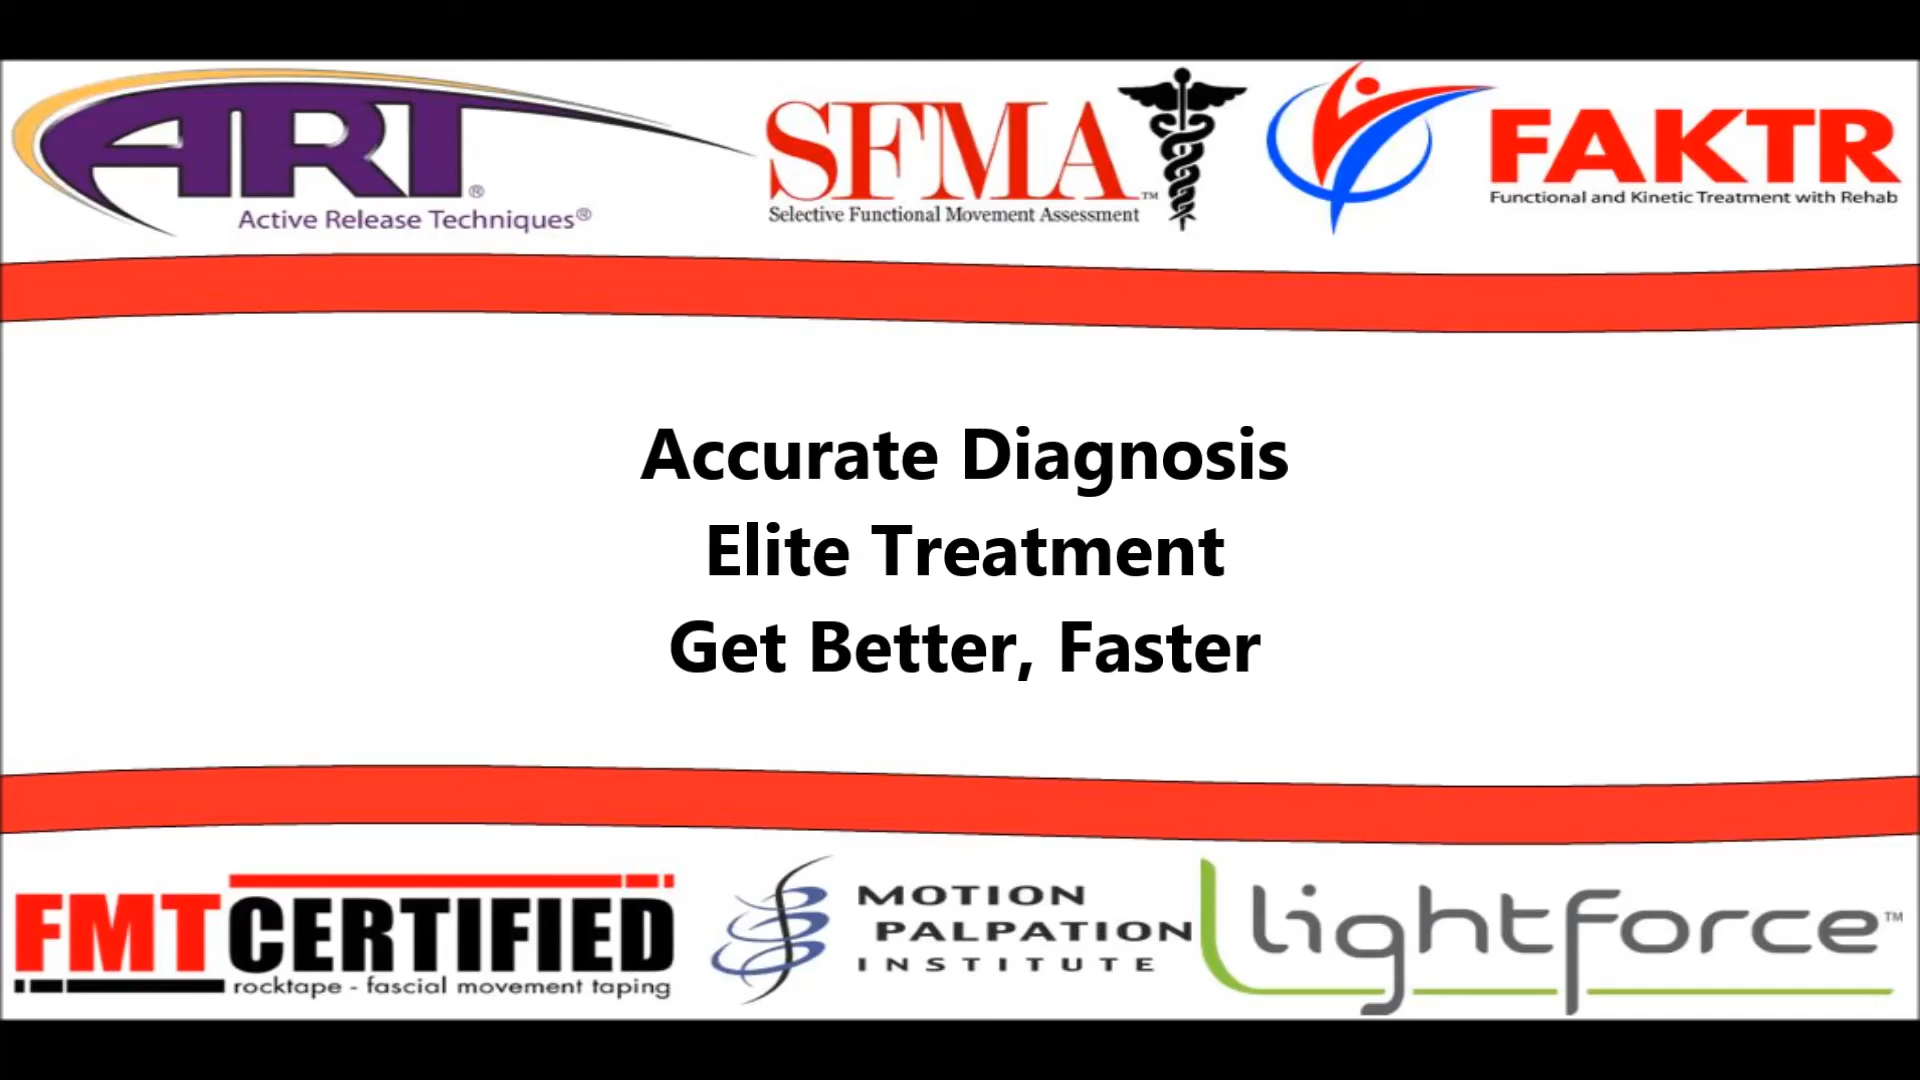 ART®
Active Release Techniques®
SFMA™
Selective Functional Movement Assessment
FAKTR
Functional and Kinetic Treatment with Rehab
Accurate Diagnosis
Elite Treatment
Get Better, Faster
FMTCERTIFIED
rocktape - fascial movement taping
MOTION
PALPATION
INSTITUTE
lightforce™